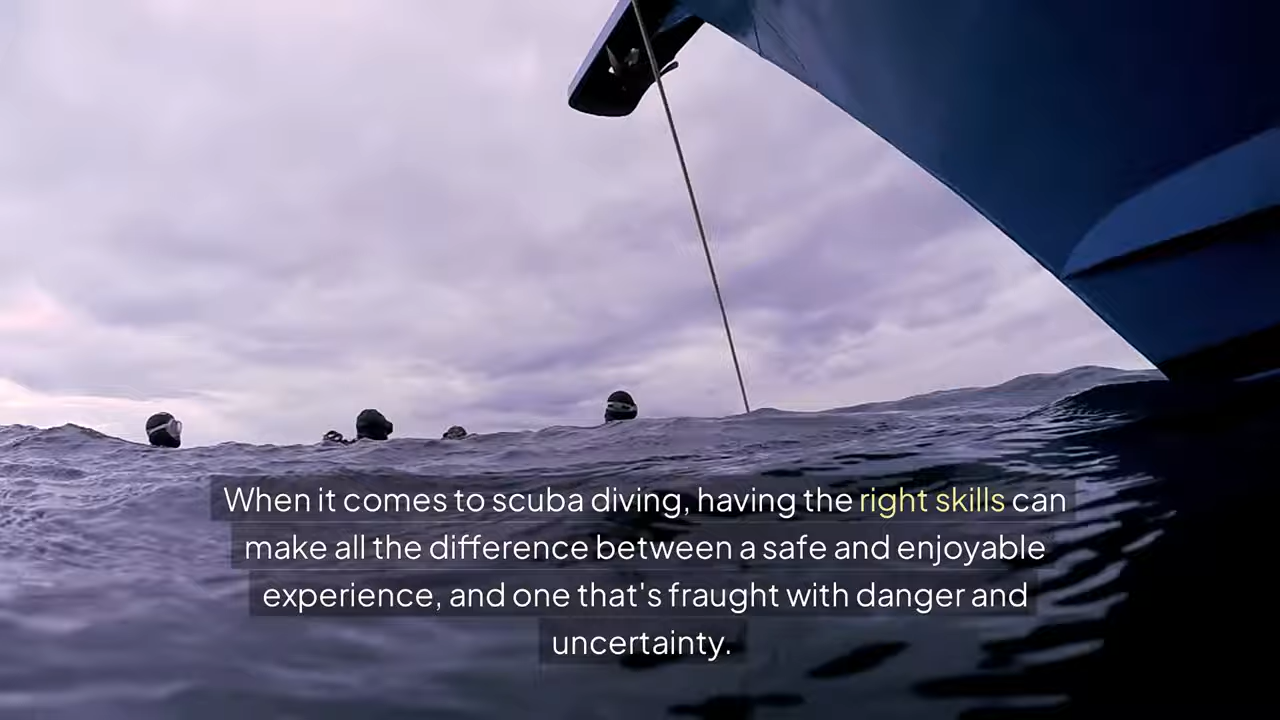 When it comes to scuba diving, having the right skills can
make all the difference between a safe and enjoyable
experience, and one that's fraught with danger and
uncertainty.